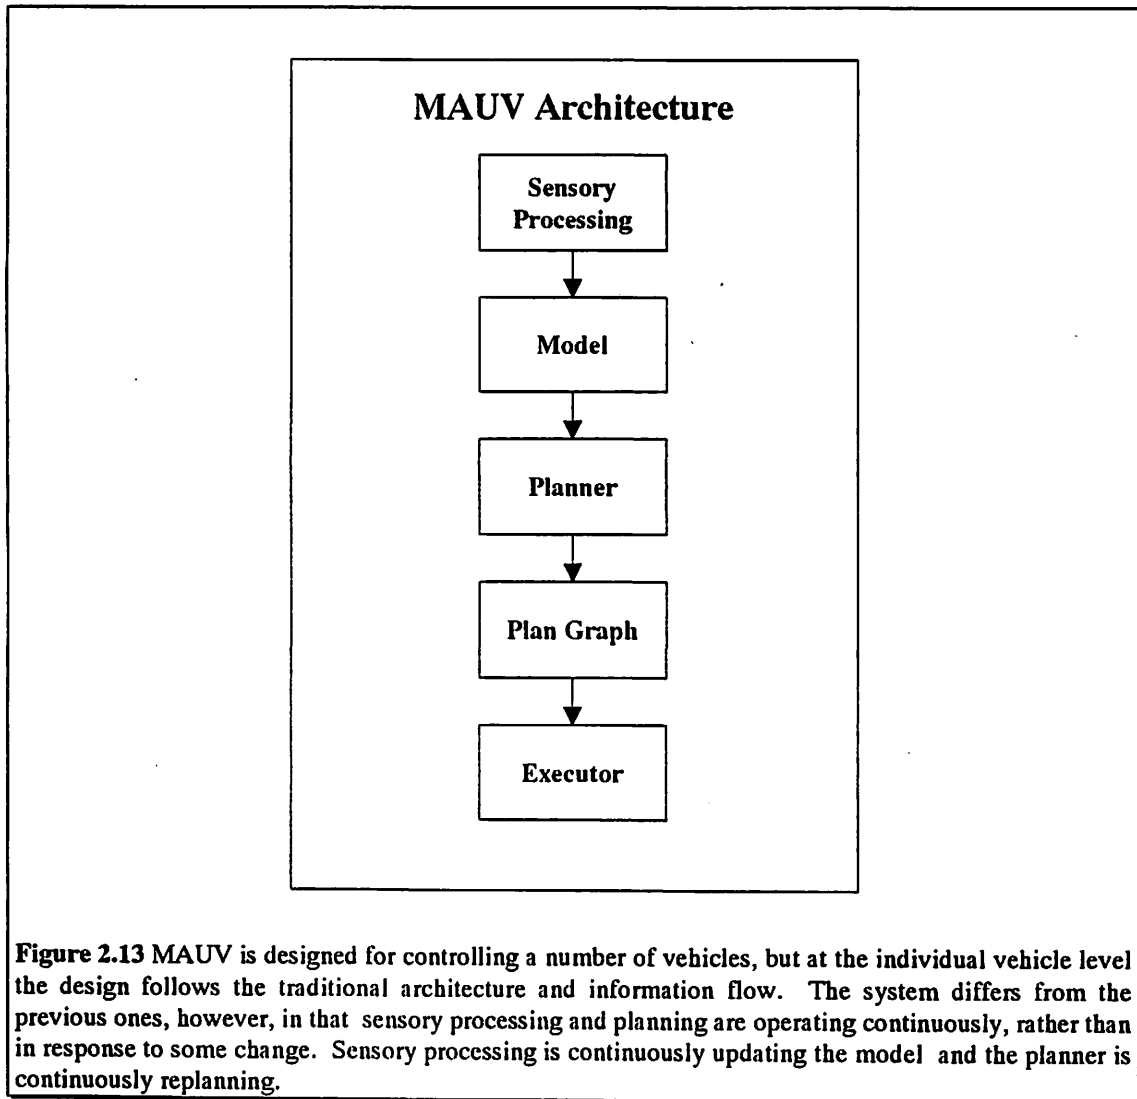 MAUV Architecture
Sensory
Processing
Model
Planner
Plan Graph
Executor
Figure 2.13 MAUV is designed for controlling a number of vehicles, but at the individual vehicle level
the design follows the traditional architecture and information flow. The system differs from the
previous ones, however, in that sensory processing and planning are operating continuously, rather than
in response to some change. Sensory processing is continuously updating the model and the planner is
continuously replanning.